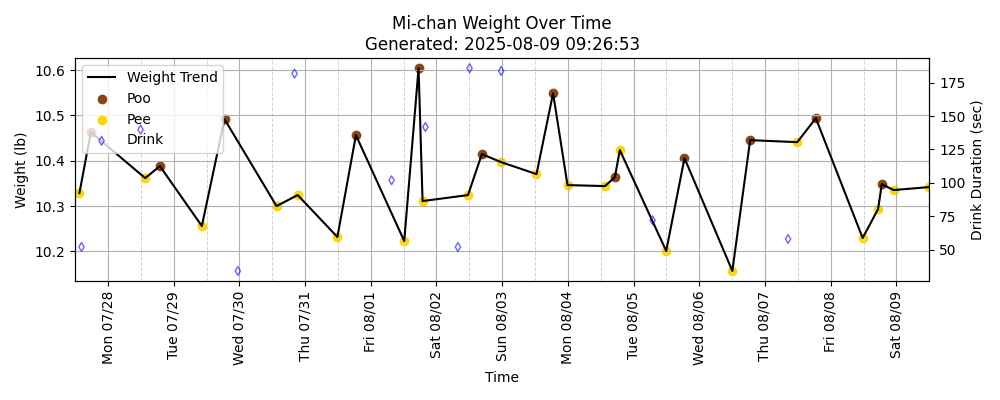 Mi-chan Weight Over Time
Generated: 2025-08-09 09:26:53
Weight (lb)
10.6
10.5
10.4
10.3
10.2
Weight Trend
Poo
Pee
Drink
175
150
125
100
75
50
Drink Duration (sec)
Mon 07/28
Tue 07/29
Wed 07/30
Thu 07/31
Fri 08/01
Sat 08/02
Sun 08/03
Mon 08/04
Tue 08/05
Wed 08/06
Thu 08/07
Fri 08/08
Sat 08/09
Time